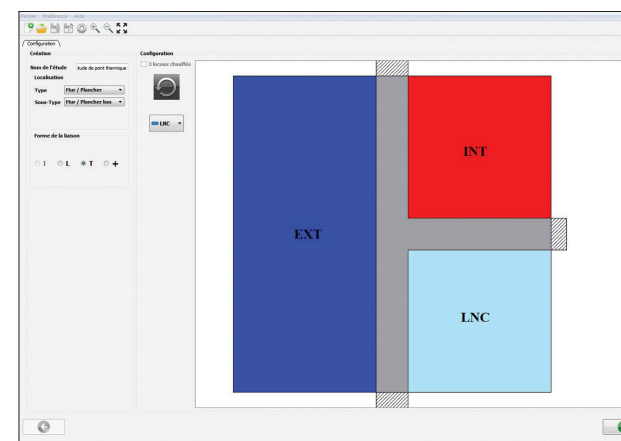 Fichier Préférence Aide
Configuration
Création
Nom de l'étude tude de pont thermique
Localisation
Type Mur / Plancher
Sous-Type Mur / Plancher bas
Forme de la liaison
I L T +
Configuration
3 locaux chauffés
LNC
EXT
INT
LNC